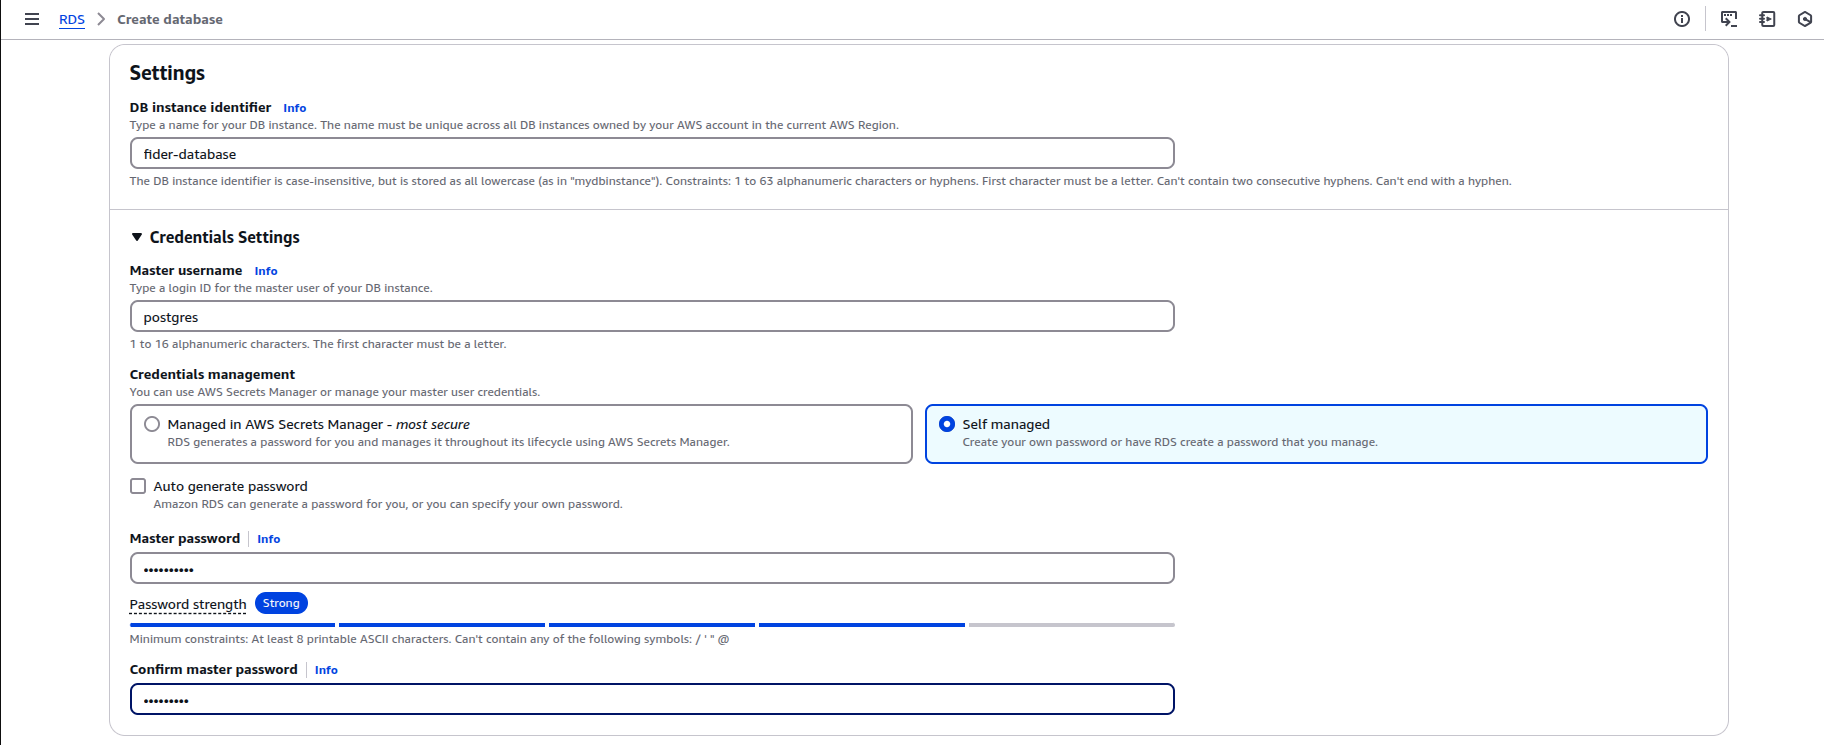 RDS > Create database
Settings
DB instance identifier Info
Type a name for your DB instance. The name must be unique across all DB instances owned by your AWS account in the current AWS Region.
fider-database
The DB instance identifier is case-insensitive, but is stored as all lowercase (as in "mydbinstance"). Constraints: 1 to 63 alphanumeric characters or hyphens. First character must be a letter. Can't contain two consecutive hyphens. Can't end with a hyphen.
Credentials Settings
Master username Info
Type a login ID for the master user of your DB instance.
postgres
1 to 16 alphanumeric characters. The first character must be a letter.
Credentials management
You can use AWS Secrets Manager or manage your master user credentials.
Managed in AWS Secrets Manager - most secure
RDS generates a password for you and manages it throughout its lifecycle using AWS Secrets Manager.
Self managed
Create your own password or have RDS create a password that you manage.
Auto generate password
Amazon RDS can generate a password for you, or you can specify your own password.
Master password | Info
••••••••••
Password strength Strong
Minimum constraints: At least 8 printable ASCII characters. Can't contain any of the following symbols: / ' " @
Confirm master password | Info
•••••••••